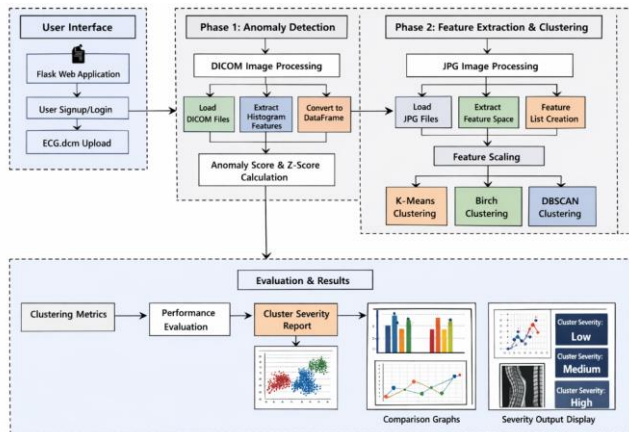 User Interface
Flask Web Application
User Signup/Login
ECG.dcm Upload
Phase 1: Anomaly Detection
DICOM Image Processing
Load
DICOM Files
Extract
Histogram
Features
Convert to
DataFrame
Anomaly Score & Z-Score
Calculation
Phase 2: Feature Extraction & Clustering
JPG Image Processing
Load
JPG Files
Extract
Feature Space
Feature
List Creation
Feature Scaling
K-Means
Clustering
Birch
Clustering
DBSCAN
Clustering
Evaluation & Results
Clustering Metrics
Performance
Evaluation
Cluster Severity
Report
Comparison Graphs
Cluster Severity:
Low
Cluster Severity:
Medium
Cluster Severity:
High
Severity Output Display